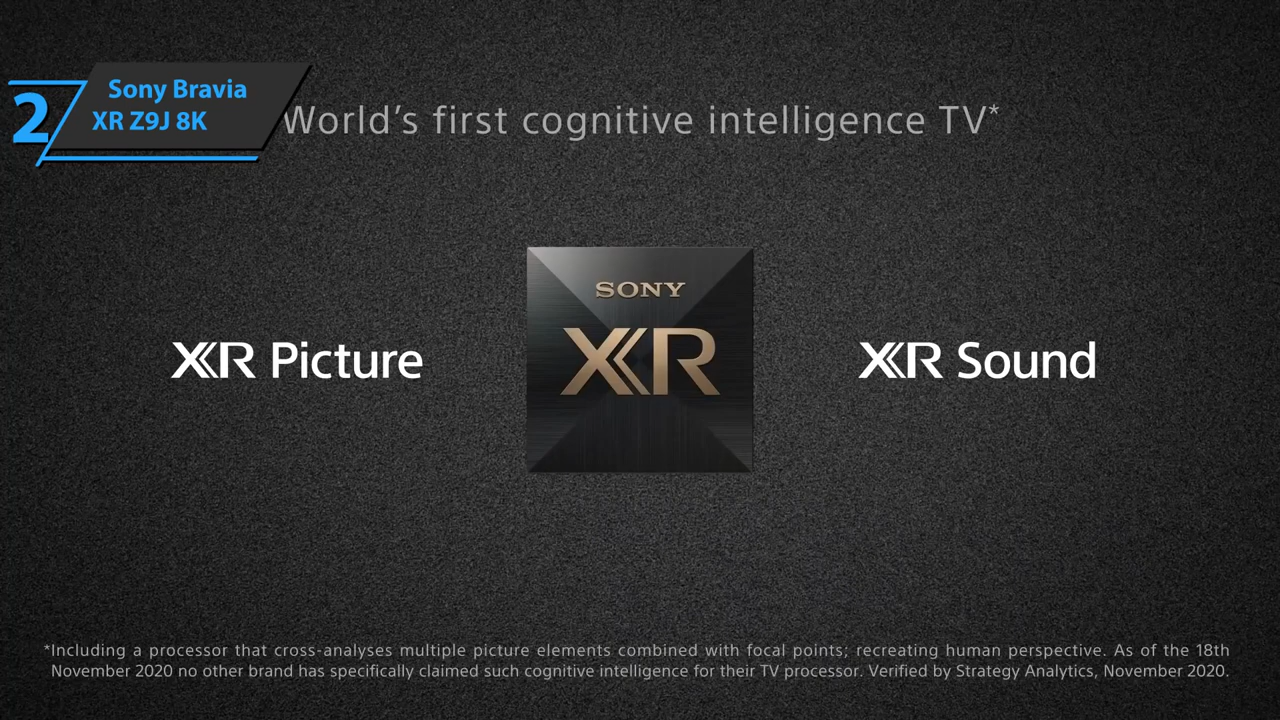 2
Sony Bravia
XR Z9J 8K
World's first cognitive intelligence TV*
SONY
XR
XR Picture
XR Sound
*Including a processor that cross-analyses multiple picture elements combined with focal points; recreating human perspective. As of the 18th
November 2020 no other brand has specifically claimed such cognitive intelligence for their TV processor. Verified by Strategy Analytics, November 2020.